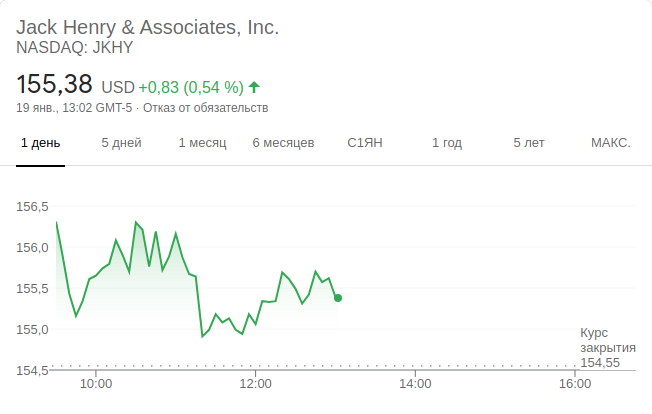 Jack Henry & Associates, Inc.
NASDAQ: JKHY
155,38 USD +0,83 (0,54 %)
19 янв., 13:02 GMT-5 · Отказ от обязательств
1 день 5 дней 1 месяц 6 месяцев С1ЯН 1 год 5 лет МАКС.
156,5
156,0
155,5
155,0
Курс
закрытия
154,55
154,5
10:00 12:00 14:00 16:00